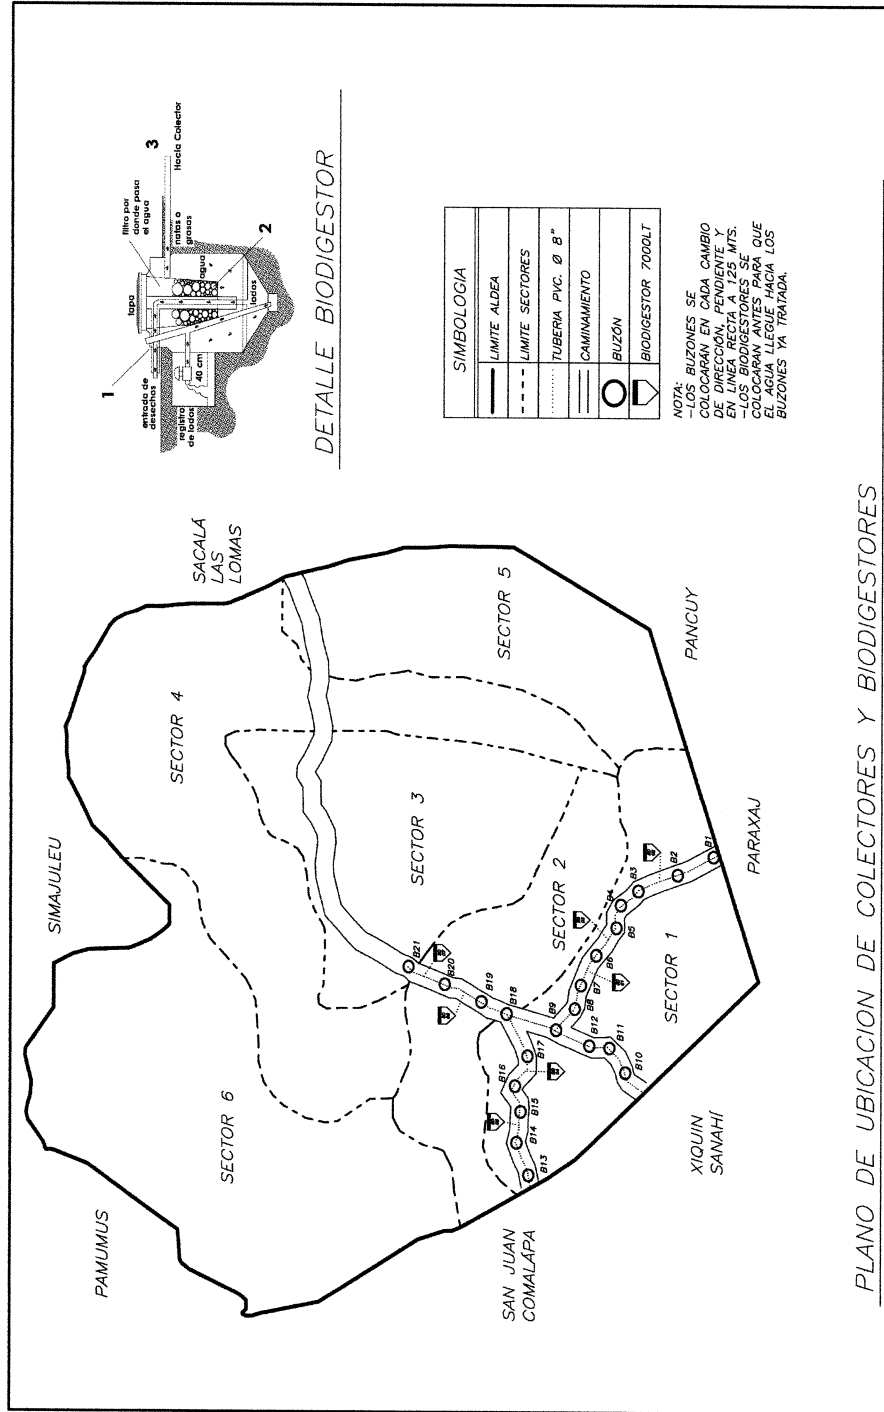 PAMUMUS
SIMAJULEU
SACALÁ
LAS
LOMAS
SECTOR 4
SECTOR 6
SECTOR 3
SECTOR 5
SECTOR 2
SECTOR 1
SAN JUAN
COMALAPA
XIQUIN
SANAHÍ
PARAXAJ
PANCUY
B1
B2
B3
B4
B5
B6
B7
B8
B9
B10
B11
B12
B13
B14
B15
B16
B17
B18
B19
B20
B21
1
entrada de
desechos
tapa
filtro por
donde pasa
el agua
3
Hacia Colector
registro
de lodos
40 cm
agua
natas o
grasas
lodos
2
DETALLE BIODIGESTOR
SIMBOLOGIA
LIMITE ALDEA
LIMITE SECTORES
TUBERIA PVC. Ø 8"
CAMINAMIENTO
BUZÓN
BIODIGESTOR 7000LT
NOTA:
-LOS BUZONES SE
COLOCARAN EN CADA CAMBIO
DE DIRECCIÓN, PENDIENTE Y
EN LINEA RECTA A 125 MTS.
-LOS BIODIGESTORES SE
COLOCARAN ANTES PARA QUE
EL AGUA LLEGUE HACIA LOS
BUZONES YA TRATADA.
PLANO DE UBICACION DE COLECTORES Y BIODIGESTORES